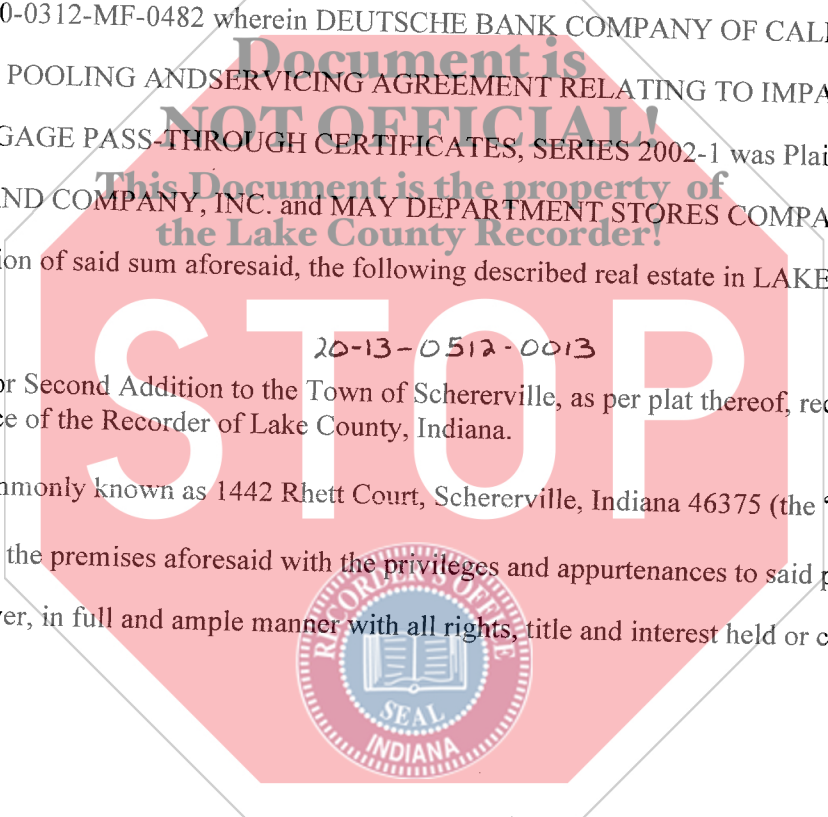 0-0312-MF-0482 wherein DEUTSCHE BANK COMPANY OF CALI
Document is
POOLING ANDSERVICING AGREEMENT RELATING TO IMPA
NOT OFFICIAL!
GAGE PASS-THROUGH CERTIFICATES, SERIES 2002-1 was Plai
This Document is the property of
AND COMPANY, INC. and MAY DEPARTMENT STORES COMPA
the Lake County Recorder!
ion of said sum aforesaid, the following described real estate in LAKE
STOP
20-13-0512-0013
or Second Addition to the Town of Schererville, as per plat thereof, rec
ce of the Recorder of Lake County, Indiana.
mmonly known as 1442 Rhett Court, Schererville, Indiana 46375 (the “
the premises aforesaid with the privileges and appurtenances to said p
er, in full and ample manner with all rights, title and interest held or c
RECORDER'S OFFICE
SEAL
INDIANA